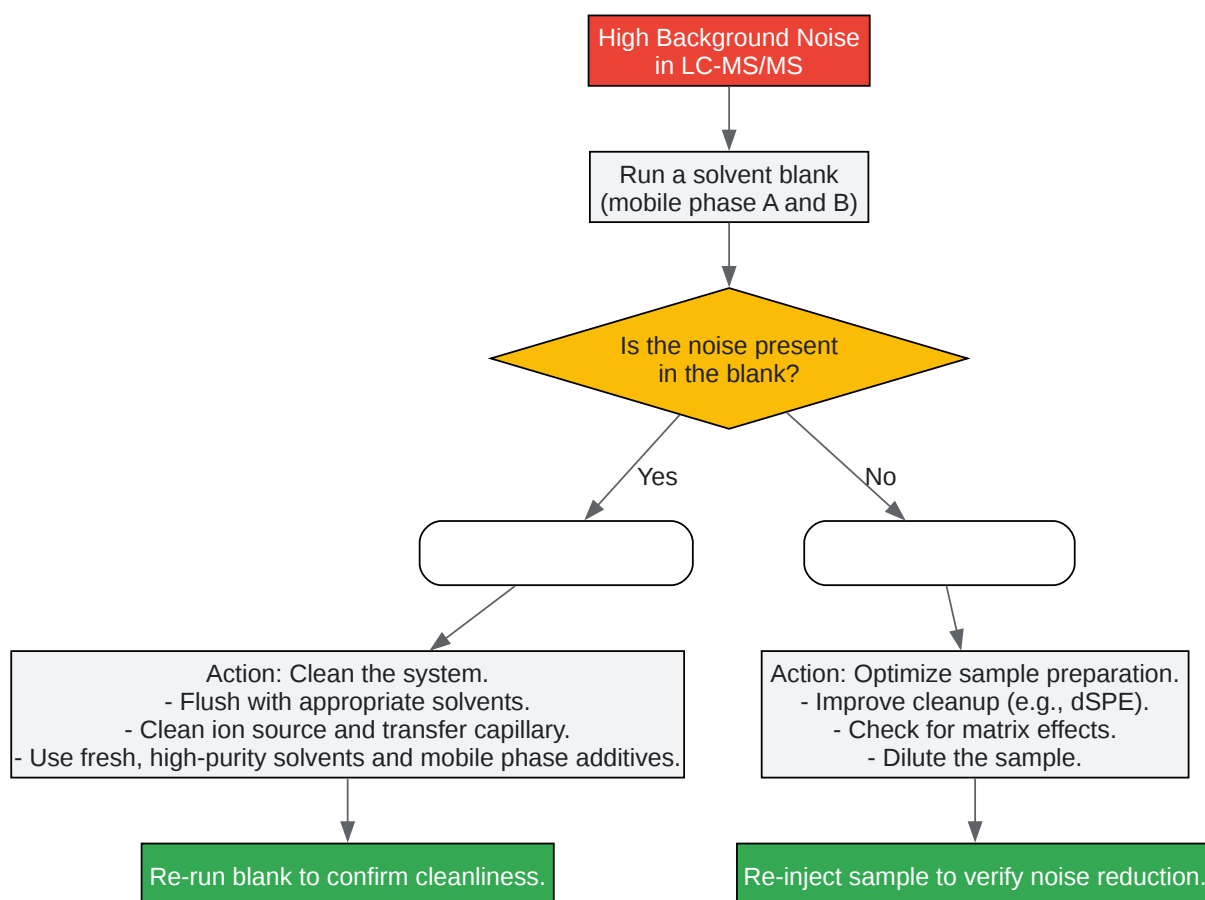 High Background Noise
in LC-MS/MS
Run a solvent blank
(mobile phase A and B)
Is the noise present
in the blank?
Yes
No
Action: Clean the system.
- Flush with appropriate solvents.
- Clean ion source and transfer capillary.
- Use fresh, high-purity solvents and mobile phase additives.
Action: Optimize sample preparation.
- Improve cleanup (e.g., dSPE).
- Check for matrix effects.
- Dilute the sample.
Re-run blank to confirm cleanliness.
Re-inject sample to verify noise reduction.